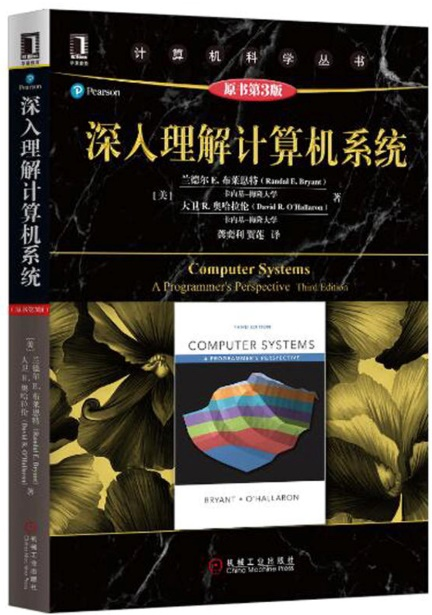 计算机科学丛书
Pearson
原书第3版
深入理解计算机系统
兰德尔 E. 布莱恩特(Randal E. Bryant)
卡内基-梅隆大学
[美]
著
大卫 R. 奥哈拉伦(David R. O'Hallaron)
卡内基-梅隆大学
龚奕利 贺莲 译
Computer Systems
A Programmer's Perspective Third Edition
THIRD EDITION
COMPUTER SYSTEMS
A PROGRAMMER'S PERSPECTIVE
BRYANT • O'HALLARON
机械工业出版社
China Machine Press
Pearson
深入理解计算机系统
(原书第3版)
[美]
兰德尔 E. 布莱恩特(Randal E. Bryant)
大卫 R. 奥哈拉伦(David R. O'Hallaron)
著
机械工业出版社